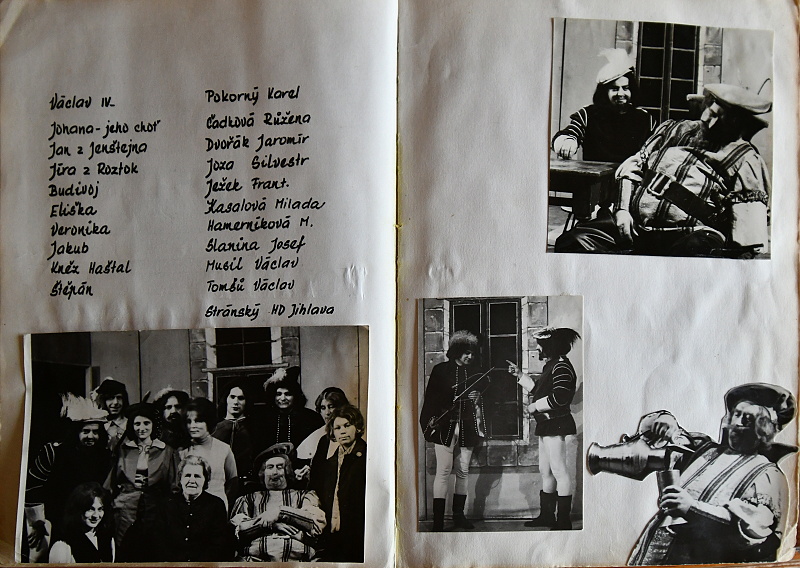 Václav IV. Pokorný Karel
Johana - jeho choť Čadková Růžena
Jan z Jenštejna Dvořák Jaromír
Jíra z Roztok Joza Silvestr
Budivoj Ježek Frant.
Eliška Kasalová Milada
Veronika Hamerníková M.
Jakub Slanina Josef
Kněz Haštal Musil Václav
Štěpán Tomšů Václav
Stránský HD Jihlava